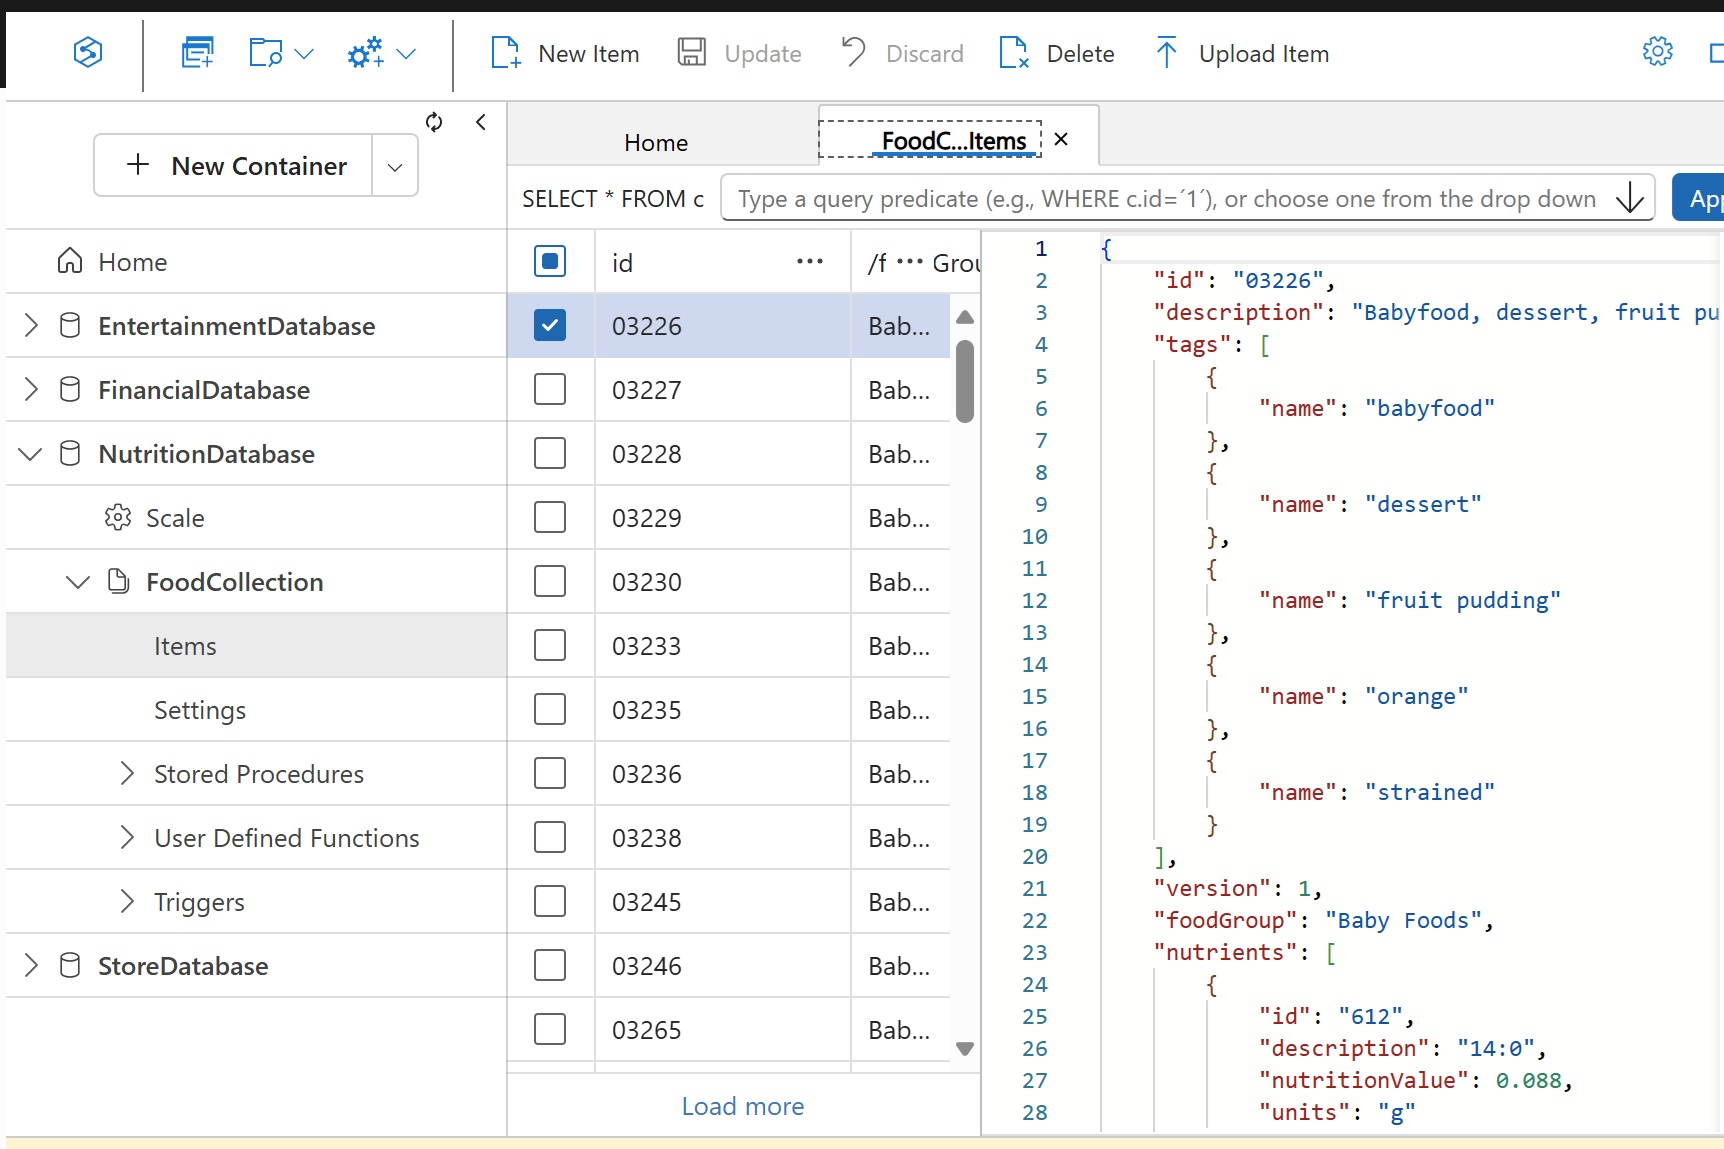 New Item Update Discard Delete Upload Item
New Container
Home
EntertainmentDatabase
FinancialDatabase
NutritionDatabase
Scale
FoodCollection
Items
Settings
Stored Procedures
User Defined Functions
Triggers
StoreDatabase
Home FoodC...Items
SELECT * FROM c Type a query predicate (e.g., WHERE c.id=´1´), or choose one from the drop down App
id ··· /f ··· Grou
03226 Bab...
03227 Bab...
03228 Bab...
03229 Bab...
03230 Bab...
03233 Bab...
03235 Bab...
03236 Bab...
03238 Bab...
03245 Bab...
03246 Bab...
03265 Bab...
Load more
1 {
2 "id": "03226",
3 "description": "Babyfood, dessert, fruit pu
4 "tags": [
5 {
6 "name": "babyfood"
7 },
8 {
9 "name": "dessert"
10 },
11 {
12 "name": "fruit pudding"
13 },
14 {
15 "name": "orange"
16 },
17 {
18 "name": "strained"
19 }
20 ],
21 "version": 1,
22 "foodGroup": "Baby Foods",
23 "nutrients": [
24 {
25 "id": "612",
26 "description": "14:0",
27 "nutritionValue": 0.088,
28 "units": "g"